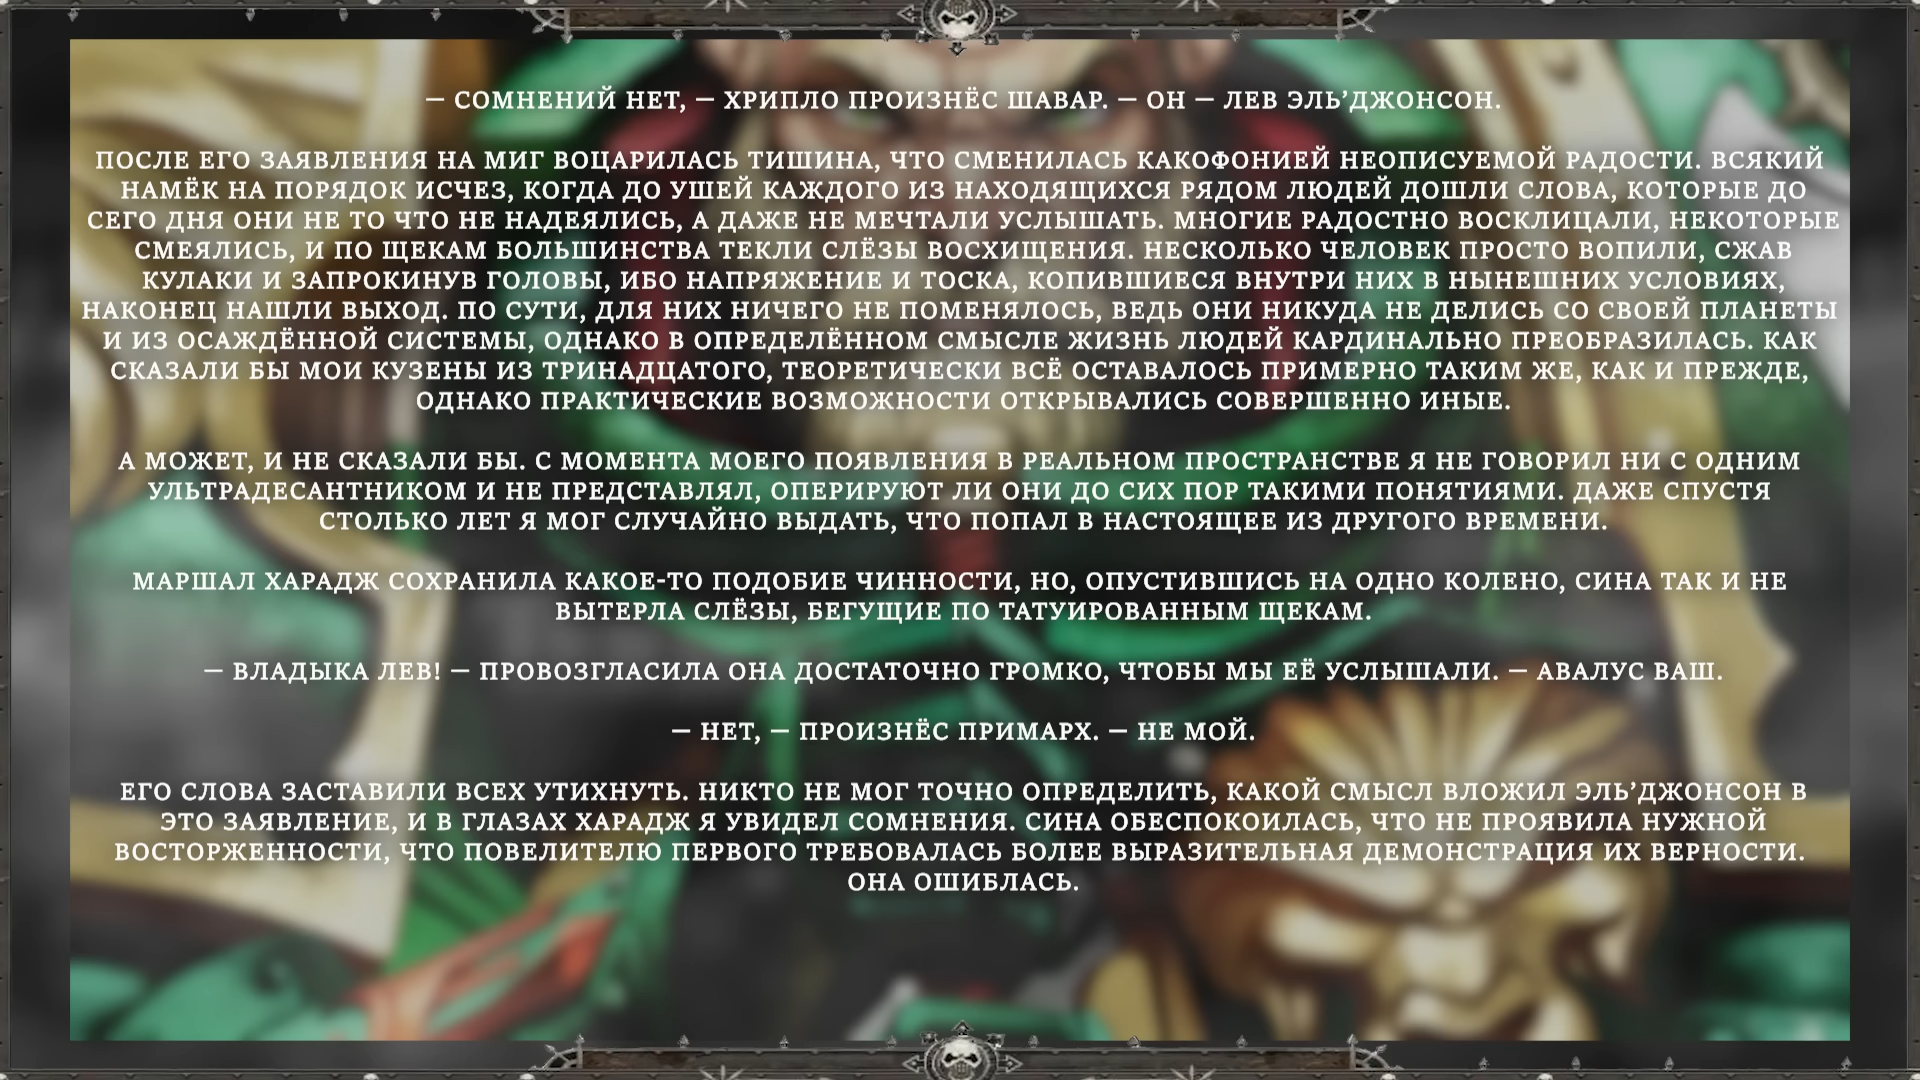 — СОМНЕНИЙ НЕТ, — ХРИПЛО ПРОИЗНЁС ШАВАР. — ОН — ЛЕВ ЭЛЬ’ДЖОНСОН.
ПОСЛЕ ЕГО ЗАЯВЛЕНИЯ НА МИГ ВОЦАРИЛАСЬ ТИШИНА, ЧТО СМЕНИЛАСЬ КАКОФОНИЕЙ НЕОПИСУЕМОЙ РАДОСТИ. ВСЯКИЙ
НАМЁК НА ПОРЯДОК ИСЧЕЗ, КОГДА ДО УШЕЙ КАЖДОГО ИЗ НАХОДЯЩИХСЯ РЯДОМ ЛЮДЕЙ ДОШЛИ СЛОВА, КОТОРЫЕ ДО
СЕГО ДНЯ ОНИ НЕ ТО ЧТО НЕ НАДЕЯЛИСЬ, А ДАЖЕ НЕ МЕЧТАЛИ УСЛЫШАТЬ. МНОГИЕ РАДОСТНО ВОСКЛИЦАЛИ, НЕКОТОРЫЕ
СМЕЯЛИСЬ, И ПО ЩЕКАМ БОЛЬШИНСТВА ТЕКЛИ СЛЁЗЫ ВОСХИЩЕНИЯ. НЕСКОЛЬКО ЧЕЛОВЕК ПРОСТО ВОПИЛИ, СЖАВ
КУЛАКИ И ЗАПРОКИНУВ ГОЛОВЫ, ИБО НАПРЯЖЕНИЕ И ТОСКА, КОПИВШИЕСЯ ВНУТРИ НИХ В НЫНЕШНИХ УСЛОВИЯХ,
НАКОНЕЦ НАШЛИ ВЫХОД. ПО СУТИ, ДЛЯ НИХ НИЧЕГО НЕ ПОМЕНЯЛОСЬ, ВЕДЬ ОНИ НИКУДА НЕ ДЕЛИСЬ СО СВОЕЙ ПЛАНЕТЫ
И ИЗ ОСАЖДЁННОЙ СИСТЕМЫ, ОДНАКО В ОПРЕДЕЛЁННОМ СМЫСЛЕ ЖИЗНЬ ЛЮДЕЙ КАРДИНАЛЬНО ПРЕОБРАЗИЛАСЬ. КАК
СКАЗАЛИ БЫ МОИ КУЗЕНЫ ИЗ ТРИНАДЦАТОГО, ТЕОРЕТИЧЕСКИ ВСЁ ОСТАВАЛОСЬ ПРИМЕРНО ТАКИМ ЖЕ, КАК И ПРЕЖДЕ,
ОДНАКО ПРАКТИЧЕСКИЕ ВОЗМОЖНОСТИ ОТКРЫВАЛИСЬ СОВЕРШЕННО ИНЫЕ.
А МОЖЕТ, И НЕ СКАЗАЛИ БЫ. С МОМЕНТА МОЕГО ПОЯВЛЕНИЯ В РЕАЛЬНОМ ПРОСТРАНСТВЕ Я НЕ ГОВОРИЛ НИ С ОДНИМ
УЛЬТРАДЕСАНТНИКОМ И НЕ ПРЕДСТАВЛЯЛ, ОПЕРИРУЮТ ЛИ ОНИ ДО СИХ ПОР ТАКИМИ ПОНЯТИЯМИ. ДАЖЕ СПУСТЯ
СТОЛЬКО ЛЕТ Я МОГ СЛУЧАЙНО ВЫДАТЬ, ЧТО ПОПАЛ В НАСТОЯЩЕЕ ИЗ ДРУГОГО ВРЕМЕНИ.
МАРШАЛ ХАРАДЖ СОХРАНИЛА КАКОЕ-ТО ПОДОБИЕ ЧИННОСТИ, НО, ОПУСТИВШИСЬ НА ОДНО КОЛЕНО, СИНА ТАК И НЕ
ВЫТЕРЛА СЛЁЗЫ, БЕГУЩИЕ ПО ТАТУИРОВАННЫМ ЩЕКАМ.
— ВЛАДЫКА ЛЕВ! — ПРОВОЗГЛАСИЛА ОНА ДОСТАТОЧНО ГРОМКО, ЧТОБЫ МЫ ЕЁ УСЛЫШАЛИ. — АВАЛУС ВАШ.
— НЕТ, — ПРОИЗНЁС ПРИМАРХ. — НЕ МОЙ.
ЕГО СЛОВА ЗАСТАВИЛИ ВСЕХ УТИХНУТЬ. НИКТО НЕ МОГ ТОЧНО ОПРЕДЕЛИТЬ, КАКОЙ СМЫСЛ ВЛОЖИЛ ЭЛЬ’ДЖОНСОН В
ЭТО ЗАЯВЛЕНИЕ, И В ГЛАЗАХ ХАРАДЖ Я УВИДЕЛ СОМНЕНИЯ. СИНА ОБЕСПОКОИЛАСЬ, ЧТО НЕ ПРОЯВИЛА НУЖНОЙ
ВОСТОРЖЕННОСТИ, ЧТО ПОВЕЛИТЕЛЮ ПЕРВОГО ТРЕБОВАЛАСЬ БОЛЕЕ ВЫРАЗИТЕЛЬНАЯ ДЕМОНСТРАЦИЯ ИХ ВЕРНОСТИ.
ОНА ОШИБЛАСЬ.